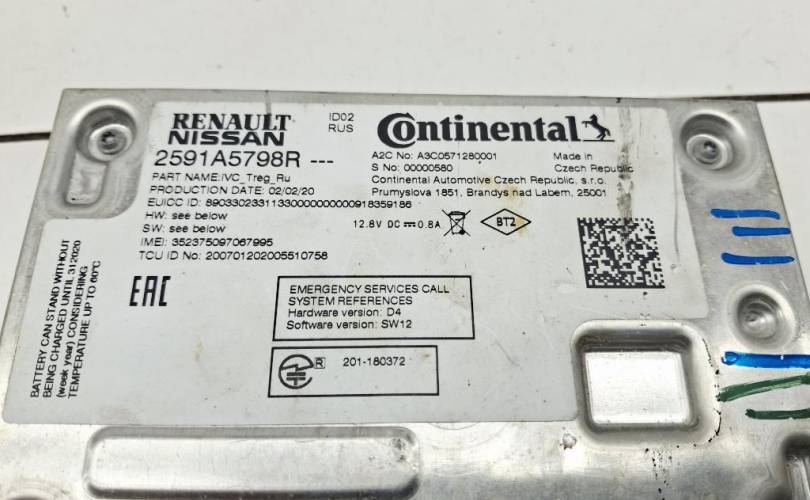 RENAULT
NISSAN
ID02
RUS
Continental
2591A5798R ---
PART NAME:IVC_Treg_Ru
PRODUCTION DATE: 02/02/20
EUICC ID: 89033023311330000000000918359186
HW: see below
SW: see below
IMEI: 352375097067995
TCU ID No: 200701202005510758
A2C No: A3C0571280001
Made in
S No: 00000580
Czech Republic
Continental Automotive Czech Republic, s.r.o.
Prumyslova 1851, Brandys nad Labem, 25001
12.8V DC 0.8A
BT2
EAC
EMERGENCY SERVICES CALL
SYSTEM REFERENCES
Hardware version: D4
Software version: SW12
R 201-180372
BATTERY CAN STAND WITHOUT
BEING CHARGED UNTIL 312020
(week year) CONSIDERING
TEMPERATURE UP TO 60°C